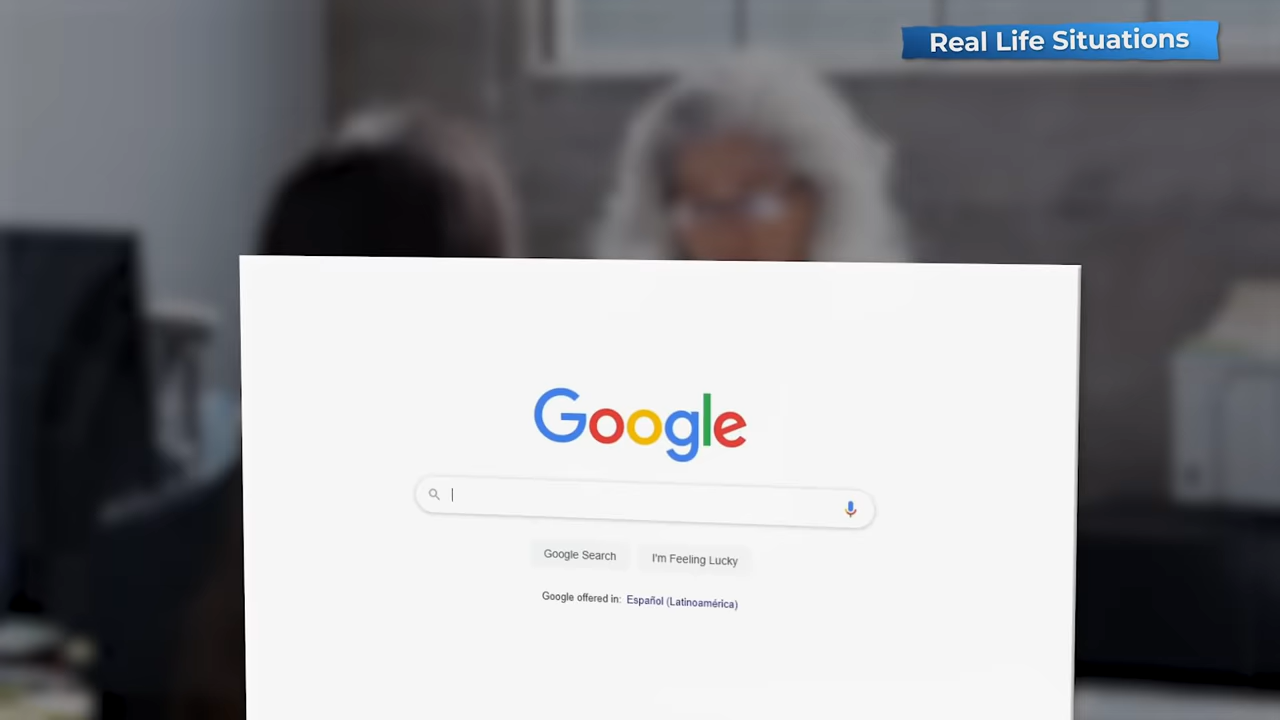 Real Life Situations
Google
Google Search
I'm Feeling Lucky
Google offered in: Español (Latinoamérica)